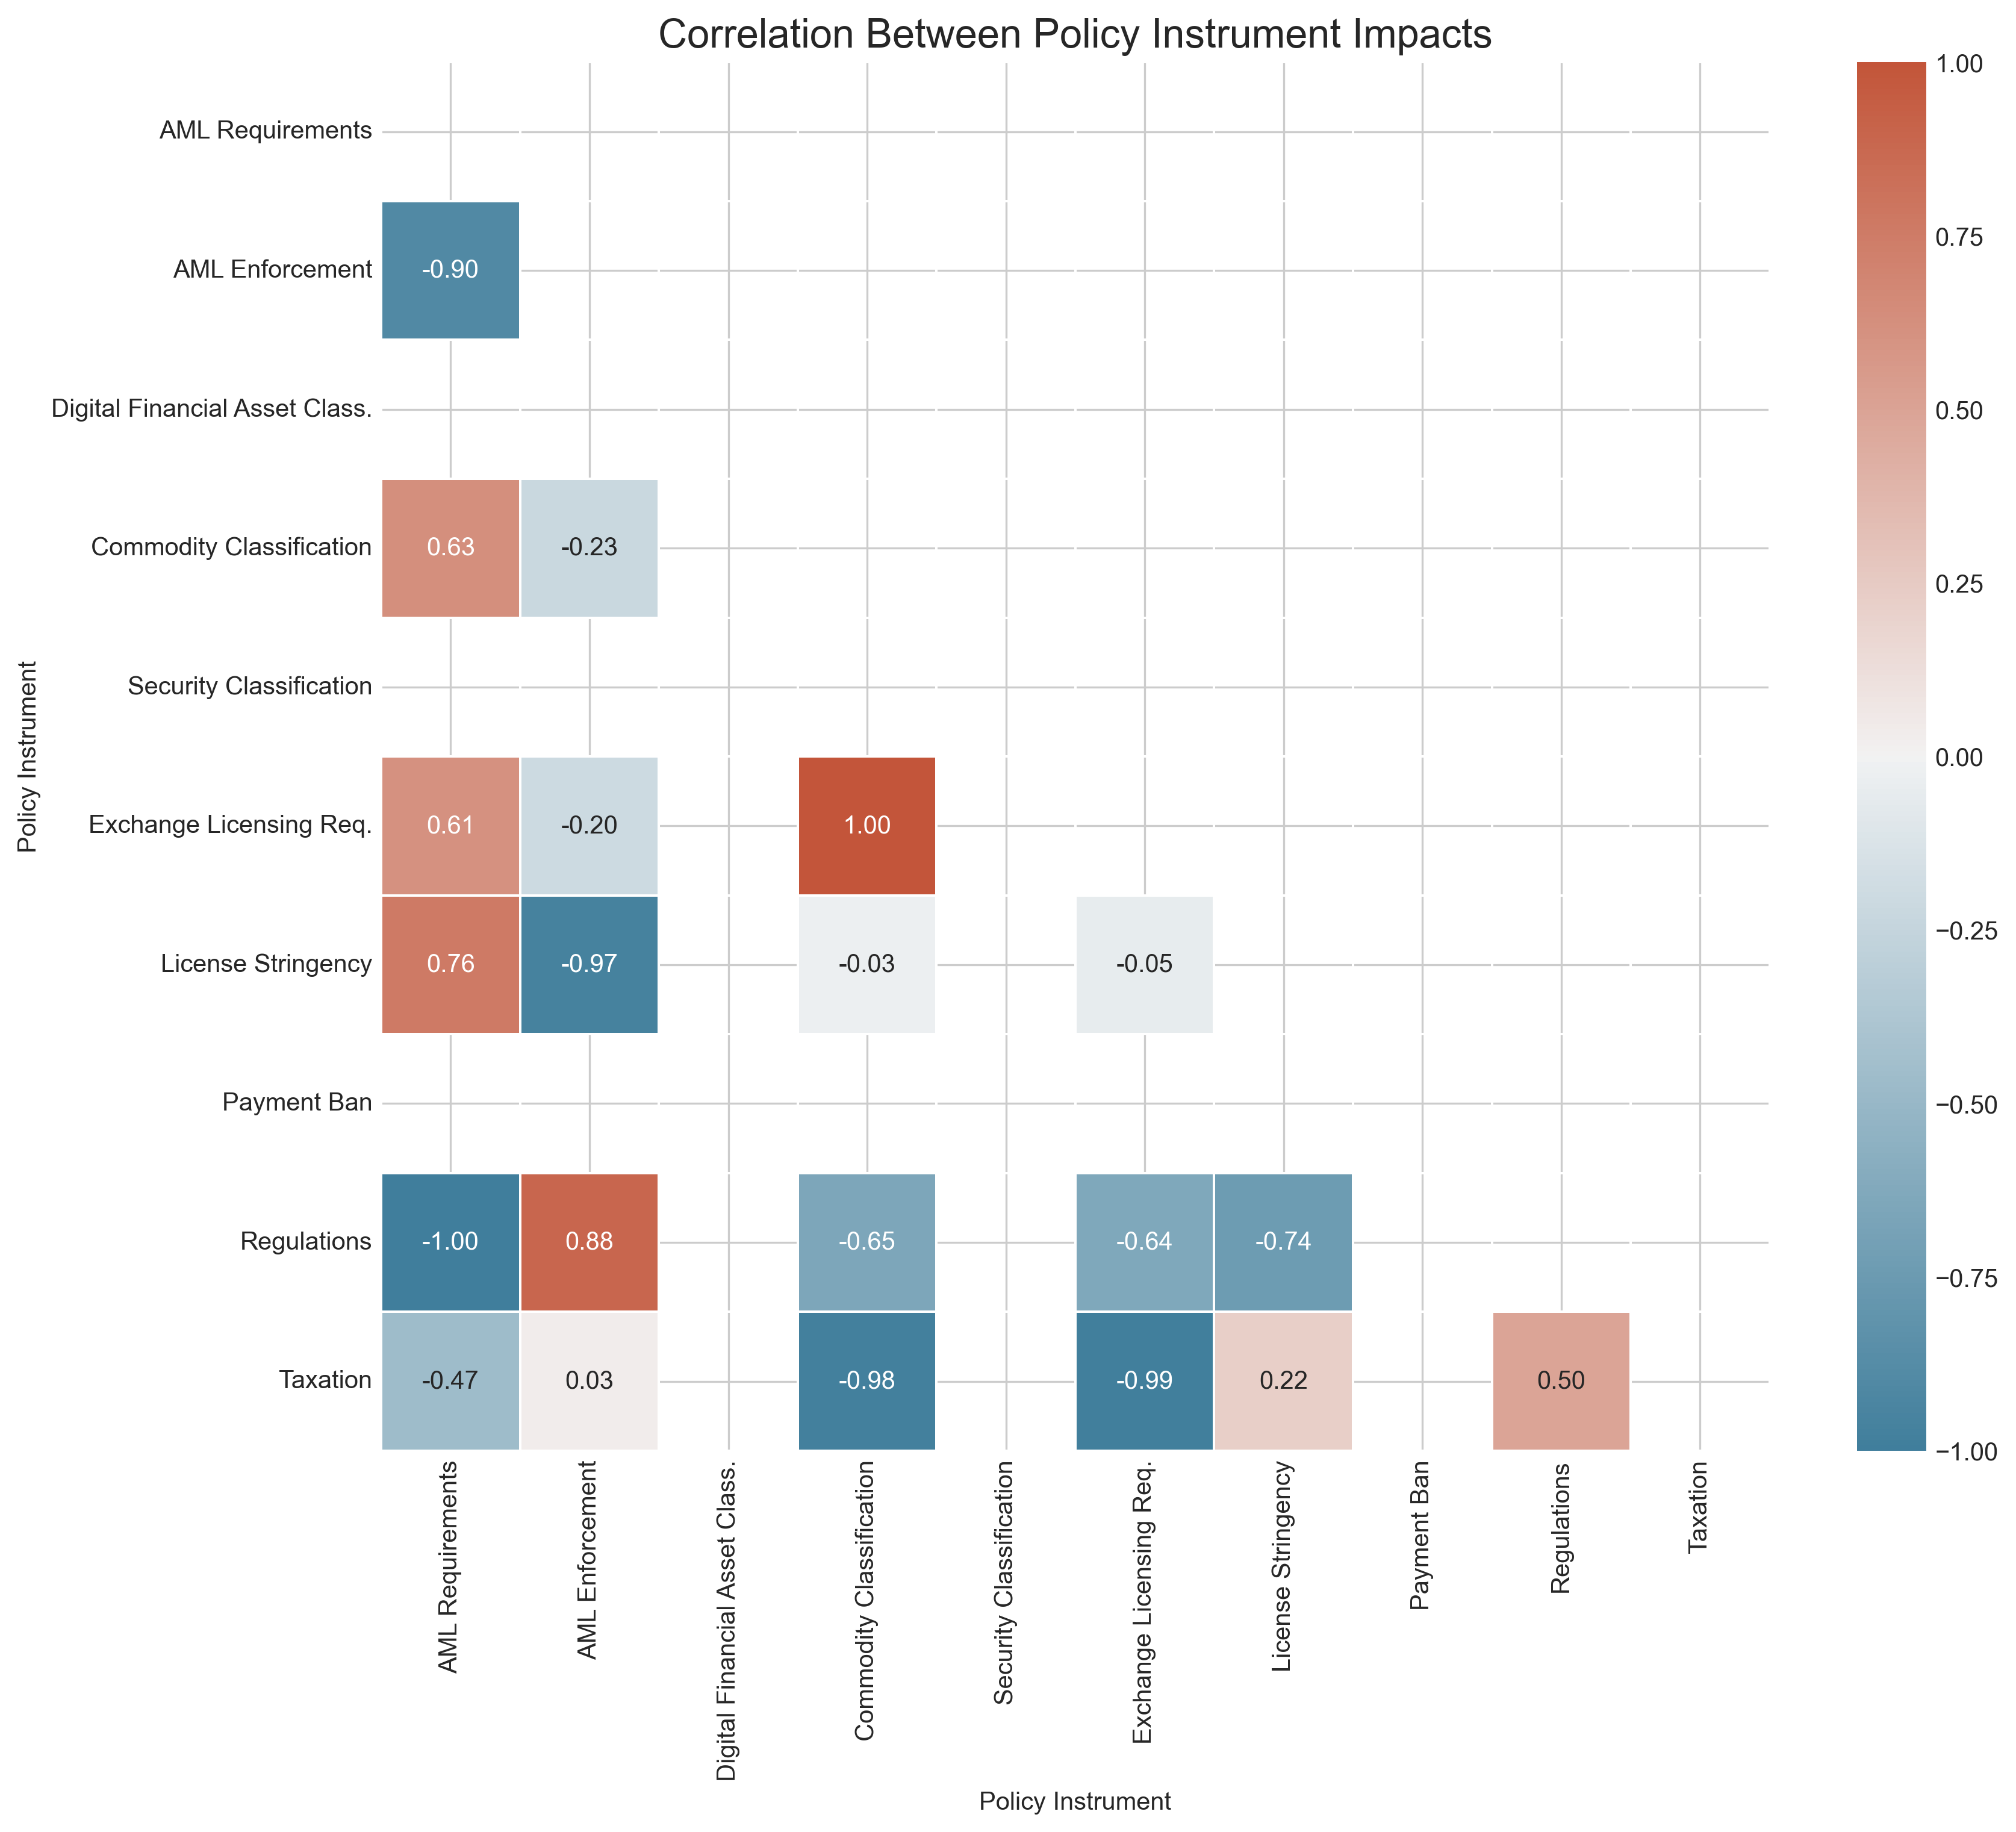 Correlation Between Policy Instrument Impacts
Policy Instrument
AML Requirements
AML Enforcement
-0.90
Digital Financial Asset Class.
Commodity Classification
0.63 -0.23
Security Classification
Exchange Licensing Req.
0.61 -0.20 1.00
License Stringency
0.76 -0.97 -0.03 -0.05
Payment Ban
Regulations
-1.00 0.88 -0.65 -0.64 -0.74
Taxation
-0.47 0.03 -0.98 -0.99 0.22 0.50
AML Requirements
AML Enforcement
Digital Financial Asset Class.
Commodity Classification
Security Classification
Exchange Licensing Req.
License Stringency
Payment Ban
Regulations
Taxation
Policy Instrument
1.00
0.75
0.50
0.25
0.00
−0.25
−0.50
−0.75
−1.00